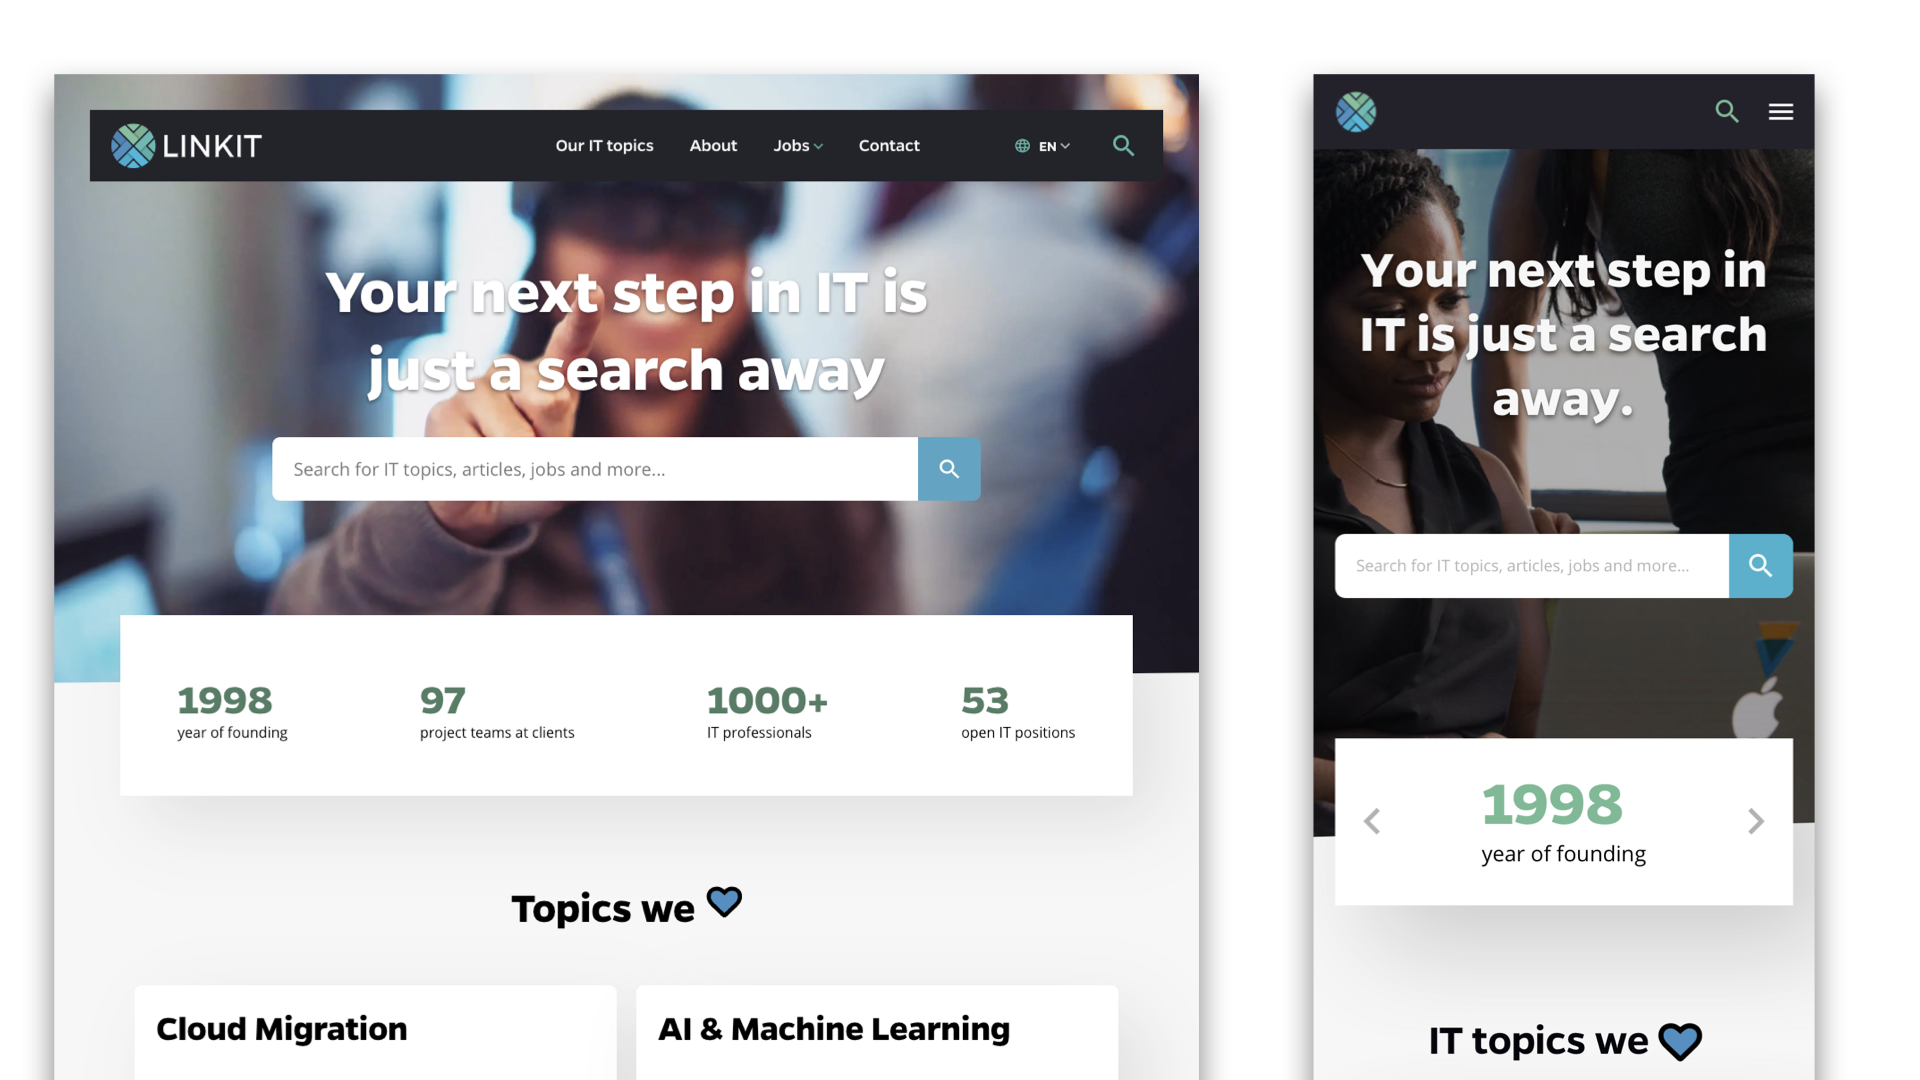 LINKIT
Our IT topics About Jobs Contact EN
Your next step in IT is
just a search away
Search for IT topics, articles, jobs and more...
1998
year of founding
97
project teams at clients
1000+
IT professionals
53
open IT positions
Topics we
Cloud Migration
AI & Machine Learning
Your next step in
IT is just a search
away.
Search for IT topics, articles, jobs and more...
1998
year of founding
IT topics we